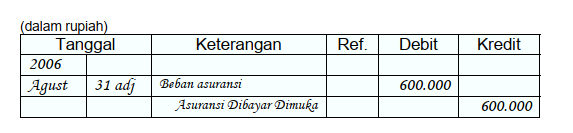 (dalam rupiah)
Tanggal Keterangan Ref. Debit Kredit
2006
Agust 31 adj Beban asuransi 600.000
Asuransi Dibayar Dimuka 600.000